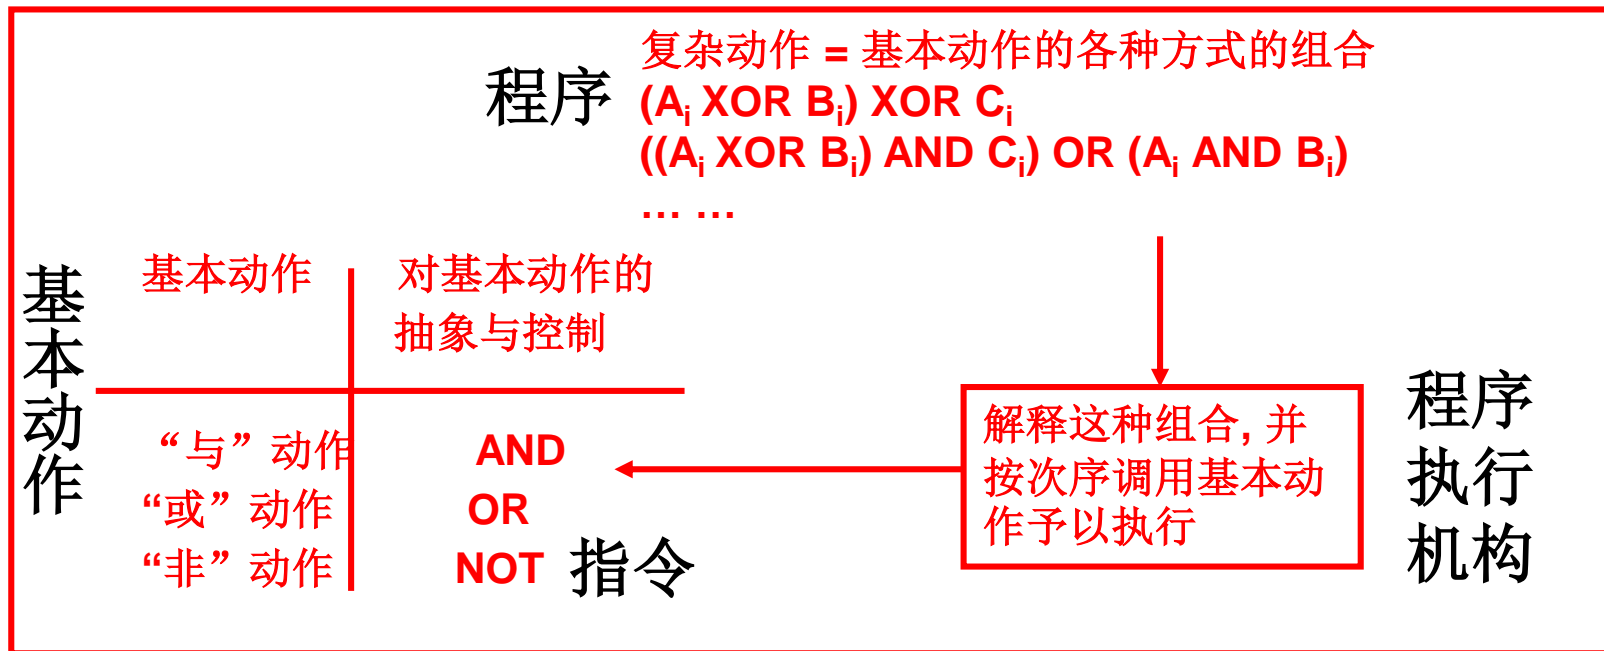 程序
复杂动作 = 基本动作的各种方式的组合
(Ai XOR Bi) XOR Ci
((Ai XOR Bi) AND Ci) OR (Ai AND Bi)
… …
基本动作
基本动作
对基本动作的
抽象与控制
“与”动作
AND
“或”动作
OR
“非”动作
NOT
指令
解释这种组合, 并
按次序调用基本动
作予以执行
程序
执行
机构